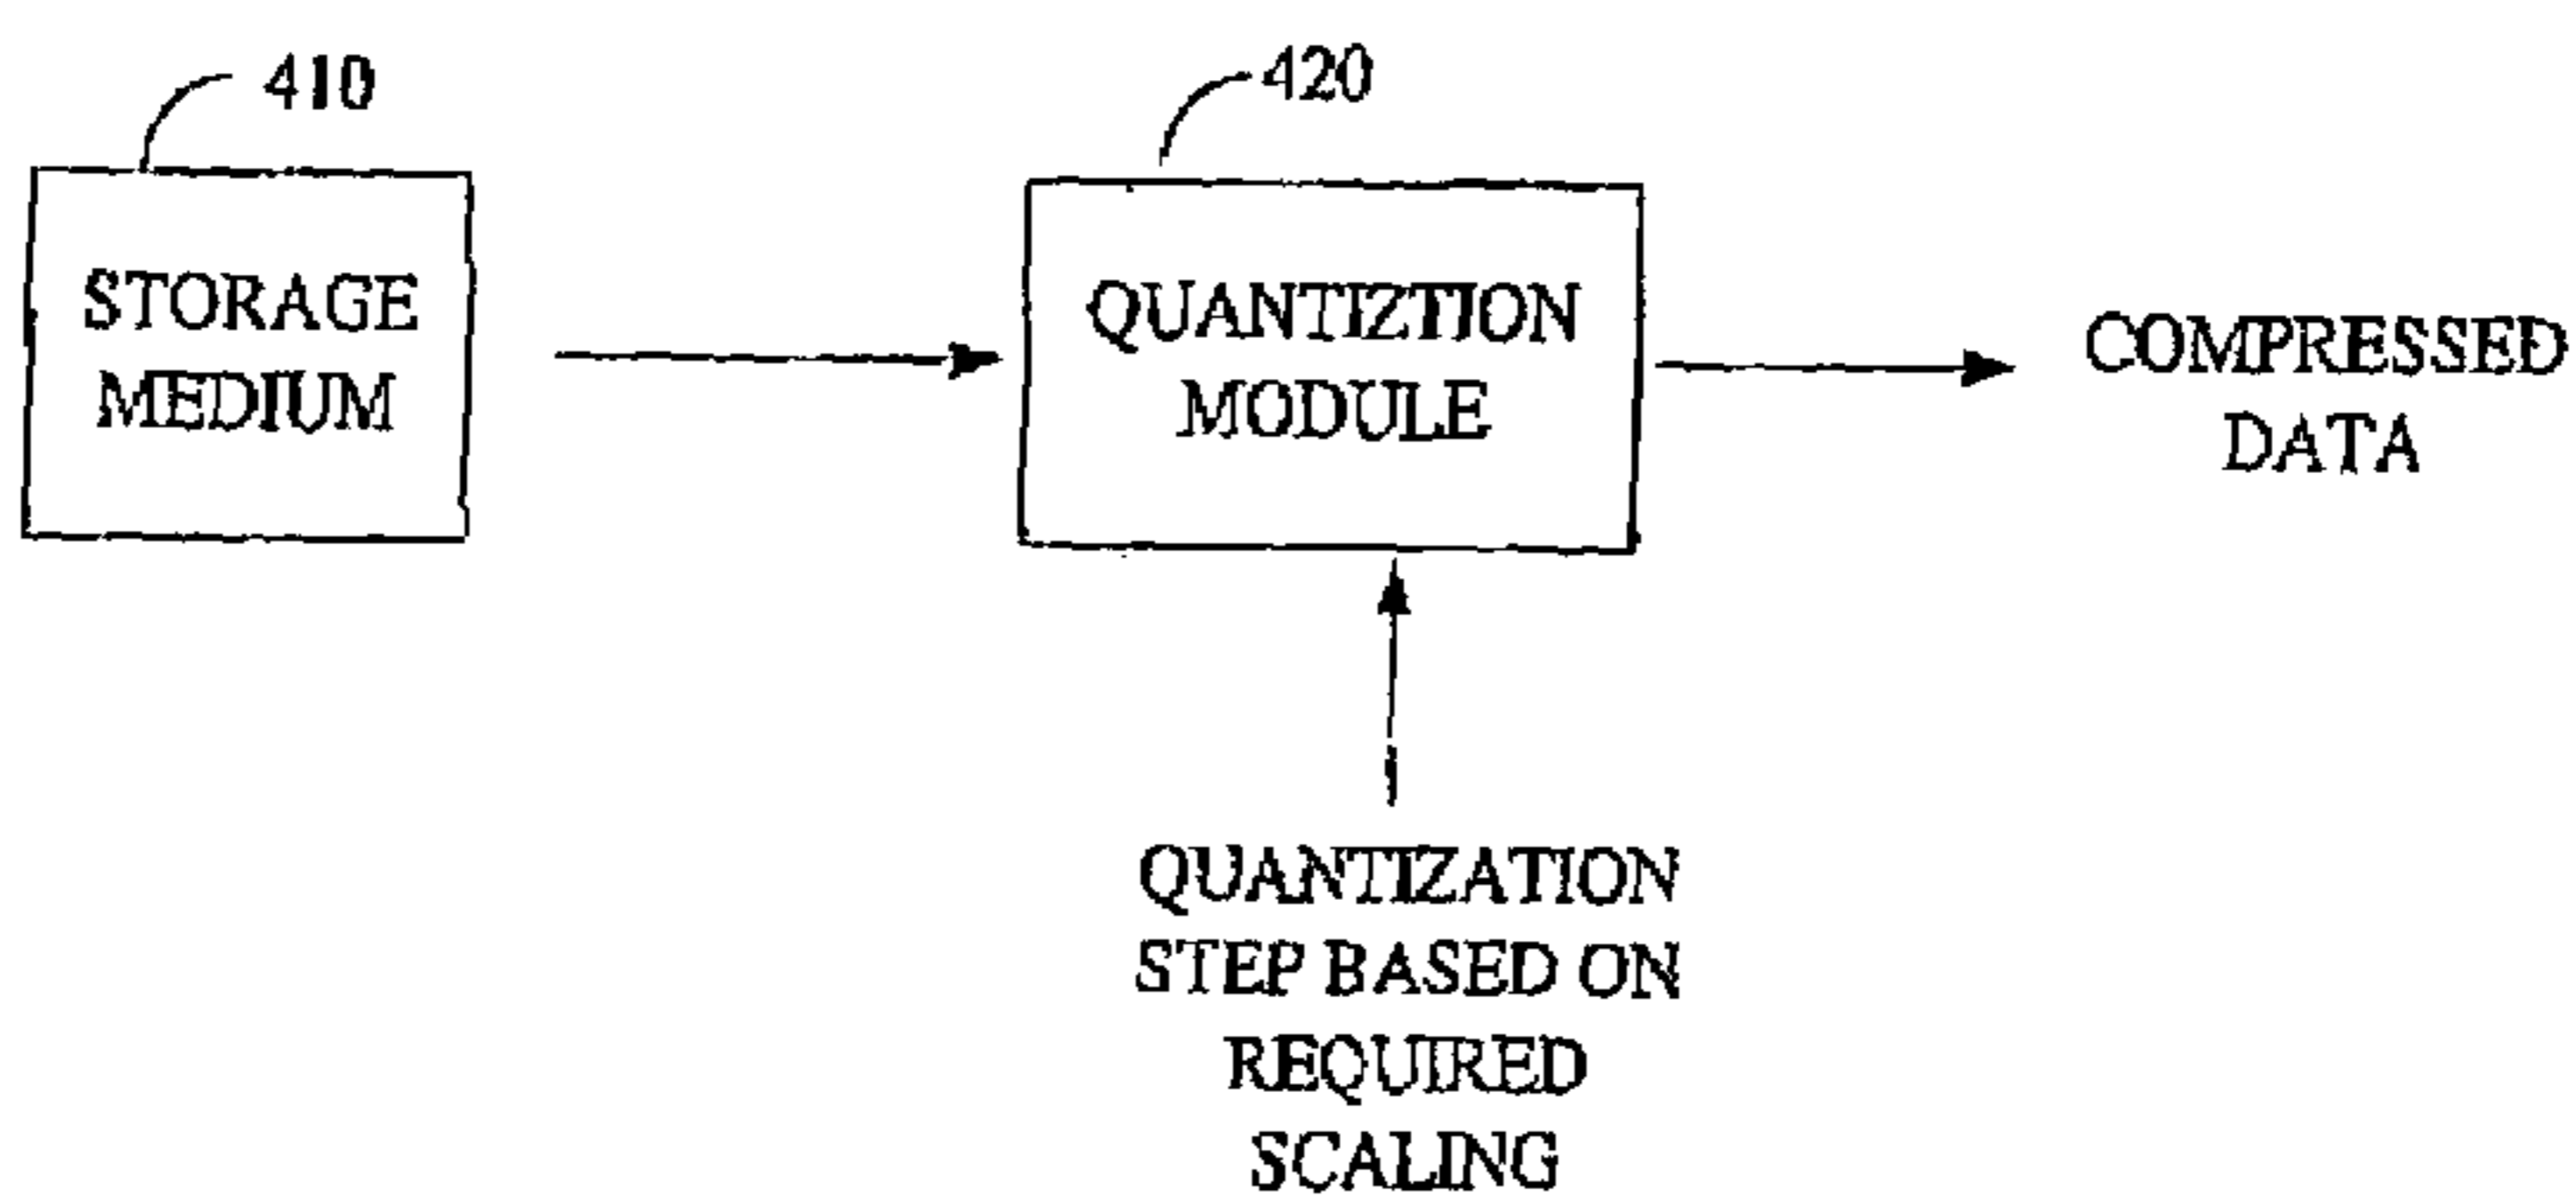 410
420
STORAGE
MEDIUM
QUANTIZTION
MODULE
COMPRESSED
DATA
QUANTIZATION
STEP BASED ON
REQUIRED
SCALING